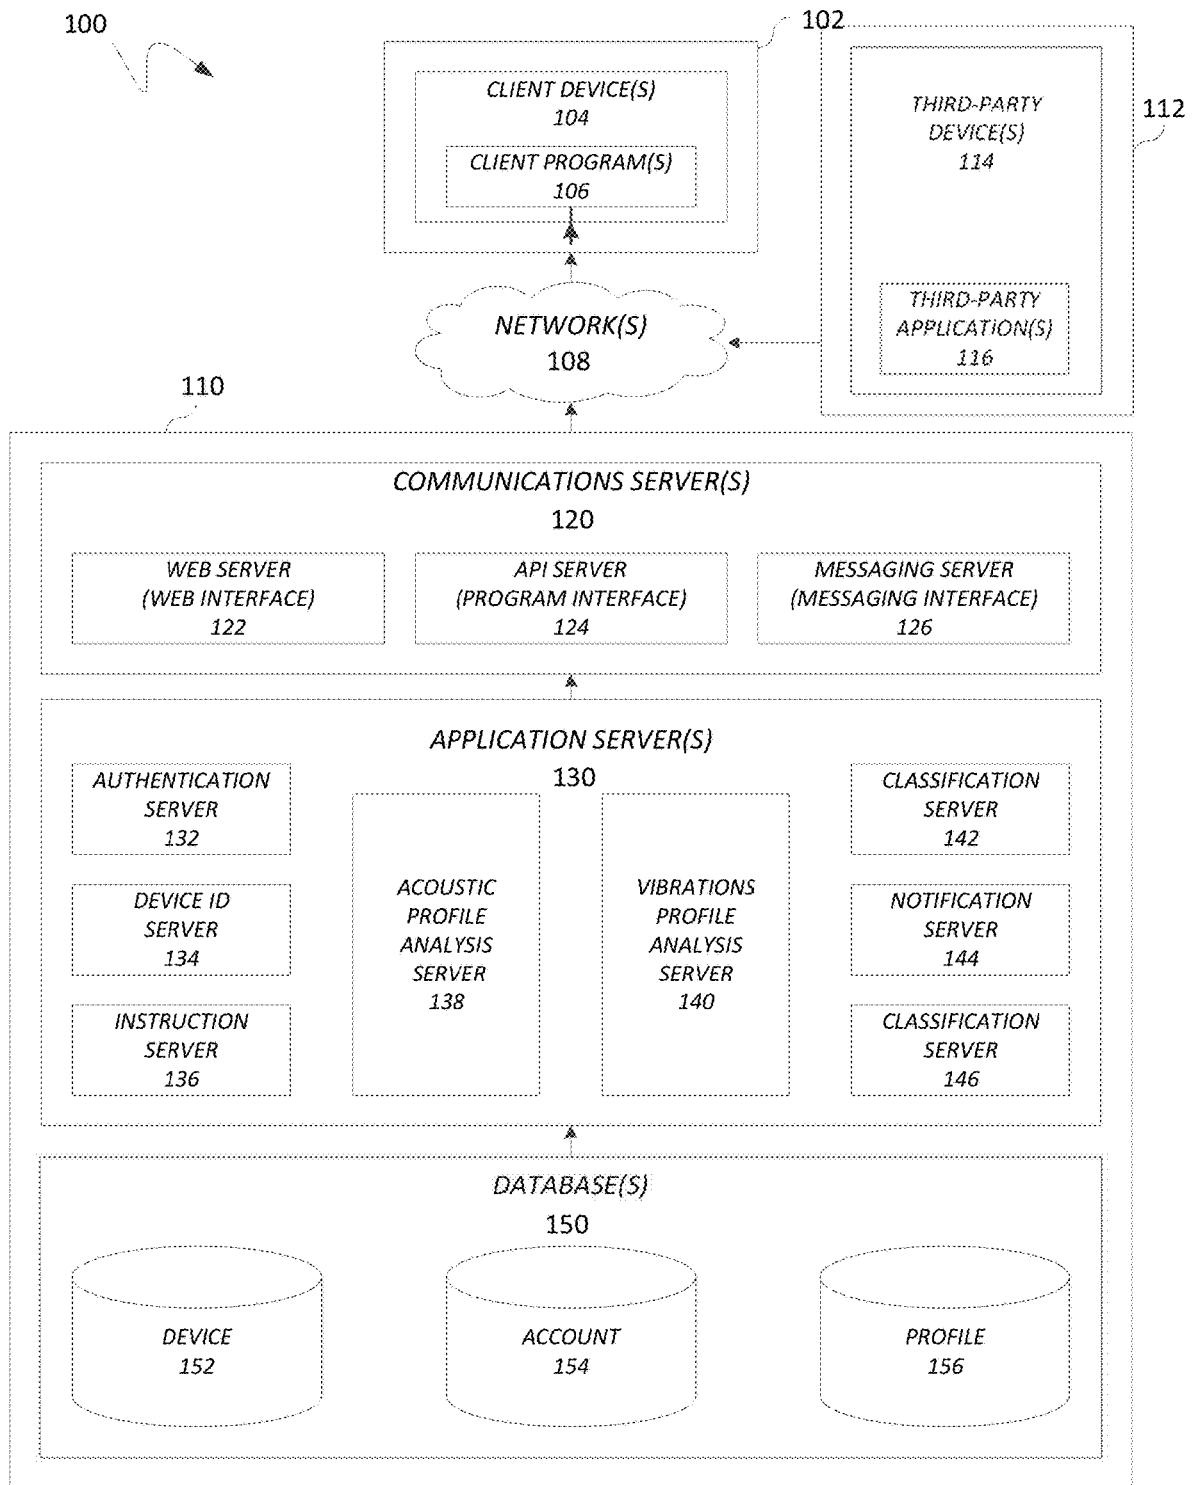 100
102
CLIENT DEVICE(S)
104
CLIENT PROGRAM(S)
106
THIRD-PARTY
DEVICE(S)
114
112
THIRD-PARTY
APPLICATION(S)
116
NETWORK(S)
108
110
COMMUNICATIONS SERVER(S)
120
WEB SERVER
(WEB INTERFACE)
122
API SERVER
(PROGRAM INTERFACE)
124
MESSAGING SERVER
(MESSAGING INTERFACE)
126
APPLICATION SERVER(S)
130
AUTHENTICATION
SERVER
132
DEVICE ID
SERVER
134
INSTRUCTION
SERVER
136
ACOUSTIC
PROFILE
ANALYSIS
SERVER
138
VIBRATIONS
PROFILE
ANALYSIS
SERVER
140
CLASSIFICATION
SERVER
142
NOTIFICATION
SERVER
144
CLASSIFICATION
SERVER
146
DATABASE(S)
150
DEVICE
152
ACCOUNT
154
PROFILE
156